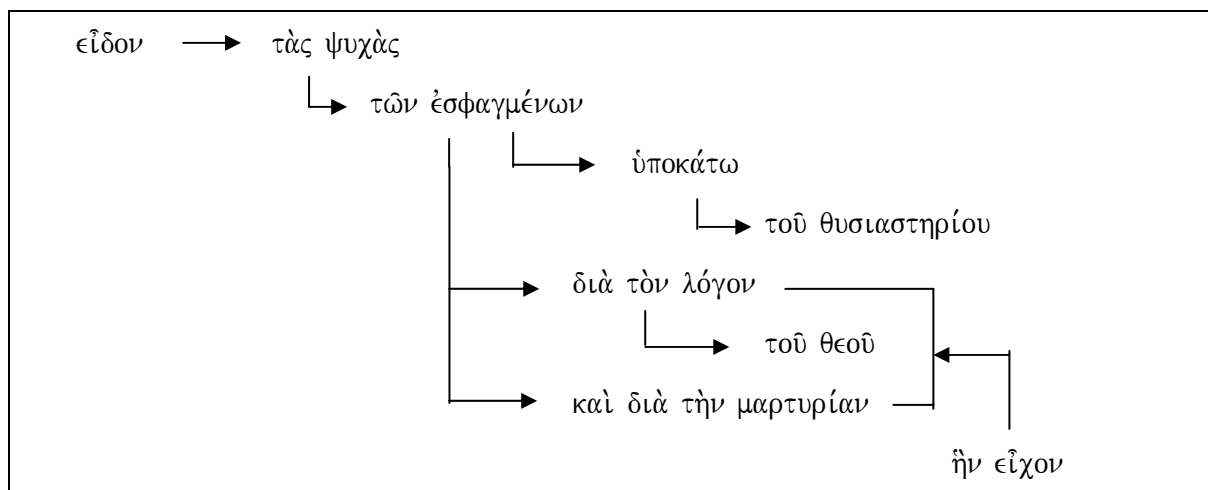 εἶδον τὰς ψυχὰς
τῶν ἐσφαγμένων
ὑποκάτω
τοῦ θυσιαστηρίου
διὰ τὸν λόγον
τοῦ θεοῦ
καὶ διὰ τὴν μαρτυρίαν
ἣν εἶχον